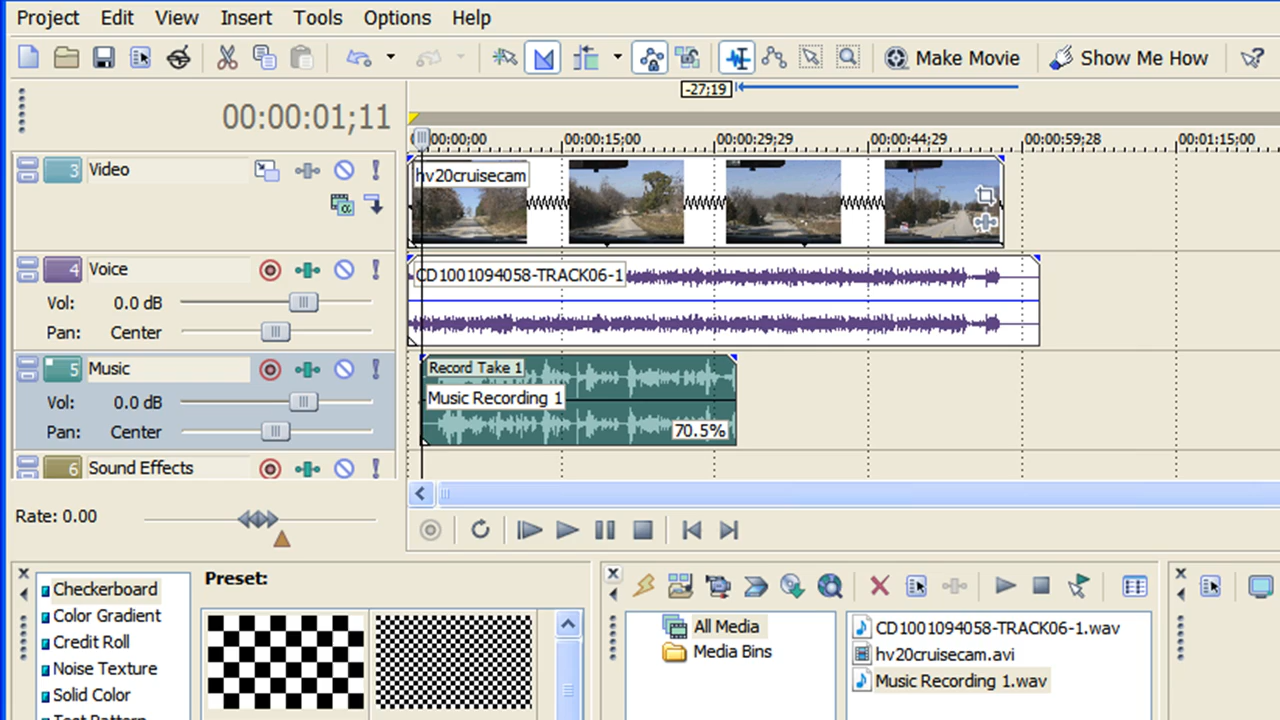 Project Edit View Insert Tools Options Help
Make Movie Show Me How
-27;19
00:00:01;11
00:00:00;00 00:00:15;00 00:00:29;29 00:00:44;29 00:00:59;28 00:01:15;00
3 Video
hv20cruisecam
4 Voice
CD1001094058-TRACK06-1
Vol: 0.0 dB
Pan: Center
5 Music
Record Take 1
Vol: 0.0 dB
Music Recording 1
Pan: Center
70.5%
6 Sound Effects
Rate: 0.00
Checkerboard
Color Gradient
Credit Roll
Noise Texture
Solid Color
Test Pattern
Preset:
All Media
Media Bins
CD1001094058-TRACK06-1.wav
hv20cruisecam.avi
Music Recording 1.wav